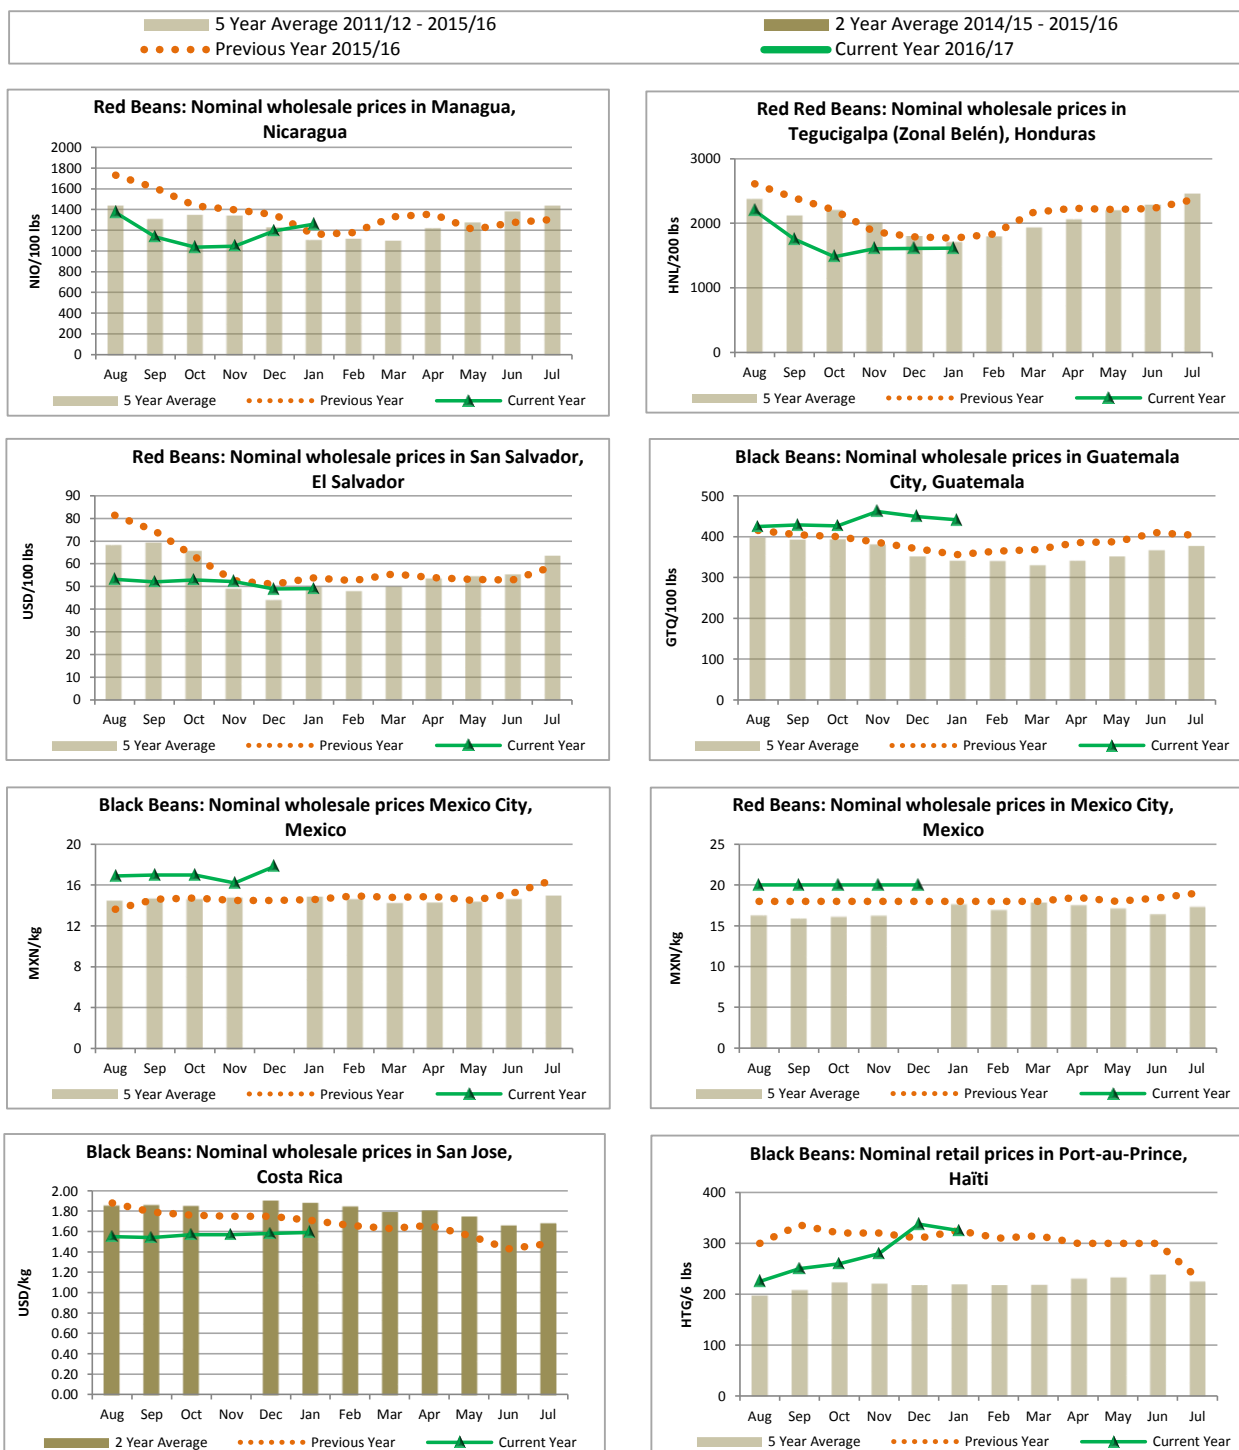 5 Year Average 2011/12 - 2015/16
2 Year Average 2014/15 - 2015/16
Previous Year 2015/16
Current Year 2016/17
Red Beans: Nominal wholesale prices in Managua,
Nicaragua
NIO/100 lbs
2000
1800
1600
1400
1200
1000
800
600
400
200
0
Aug Sep Oct Nov Dec Jan Feb Mar Apr May Jun Jul
5 Year Average Previous Year Current Year
Red Red Beans: Nominal wholesale prices in
Tegucigalpa (Zonal Belén), Honduras
HNL/200 lbs
3000
2000
1000
0
Aug Sep Oct Nov Dec Jan Feb Mar Apr May Jun Jul
5 Year Average Previous Year Current Year
Red Beans: Nominal wholesale prices in San Salvador,
El Salvador
USD/100 lbs
90
80
70
60
50
40
30
20
10
0
Aug Sep Oct Nov Dec Jan Feb Mar Apr May Jun Jul
5 Year Average Previous Year Current Year
Black Beans: Nominal wholesale prices in Guatemala
City, Guatemala
GTQ/100 lbs
500
400
300
200
100
0
Aug Sep Oct Nov Dec Jan Feb Mar Apr May Jun Jul
5 Year Average Previous Year Current Year
Black Beans: Nominal wholesale prices Mexico City,
Mexico
MXN/kg
20
16
12
8
4
0
Aug Sep Oct Nov Dec Jan Feb Mar Apr May Jun Jul
5 Year Average Previous Year Current Year
Red Beans: Nominal wholesale prices in Mexico City,
Mexico
MXN/kg
25
20
15
10
5
0
Aug Sep Oct Nov Dec Jan Feb Mar Apr May Jun Jul
5 Year Average Previous Year Current Year
Black Beans: Nominal wholesale prices in San Jose,
Costa Rica
USD/kg
2.00
1.80
1.60
1.40
1.20
1.00
0.80
0.60
0.40
0.20
0.00
Aug Sep Oct Nov Dec Jan Feb Mar Apr May Jun Jul
2 Year Average Previous Year Current Year
Black Beans: Nominal retail prices in Port-au-Prince,
Haïti
HTG/6 lbs
400
300
200
100
0
Aug Sep Oct Nov Dec Jan Feb Mar Apr May Jun Jul
5 Year Average Previous Year Current Year